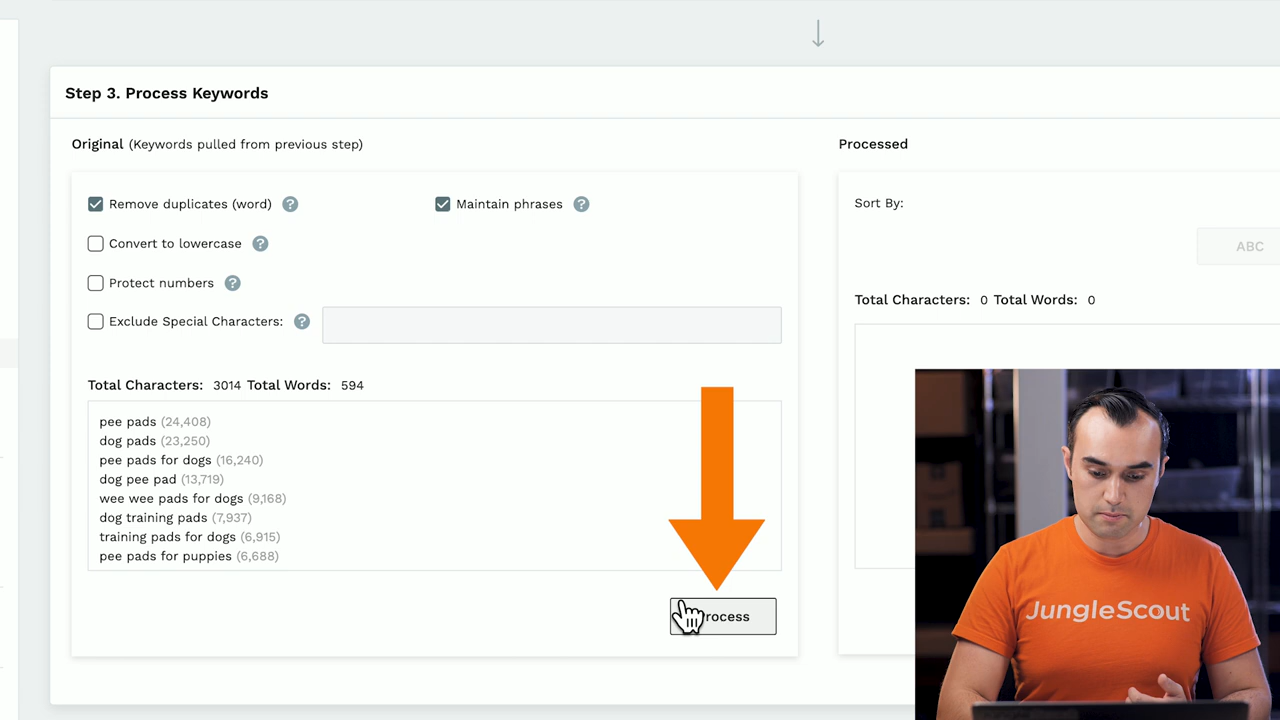 Step 3. Process Keywords
Original (Keywords pulled from previous step)
Remove duplicates (word) ?
Maintain phrases ?
Convert to lowercase ?
Protect numbers ?
Exclude Special Characters: ?
Total Characters: 3014 Total Words: 594
pee pads (24,408)
dog pads (23,250)
pee pads for dogs (16,240)
dog pee pad (13,719)
wee wee pads for dogs (9,168)
dog training pads (7,937)
training pads for dogs (6,915)
pee pads for puppies (6,688)
Process
Processed
Sort By:
ABC
Total Characters: 0 Total Words: 0
JungleScout